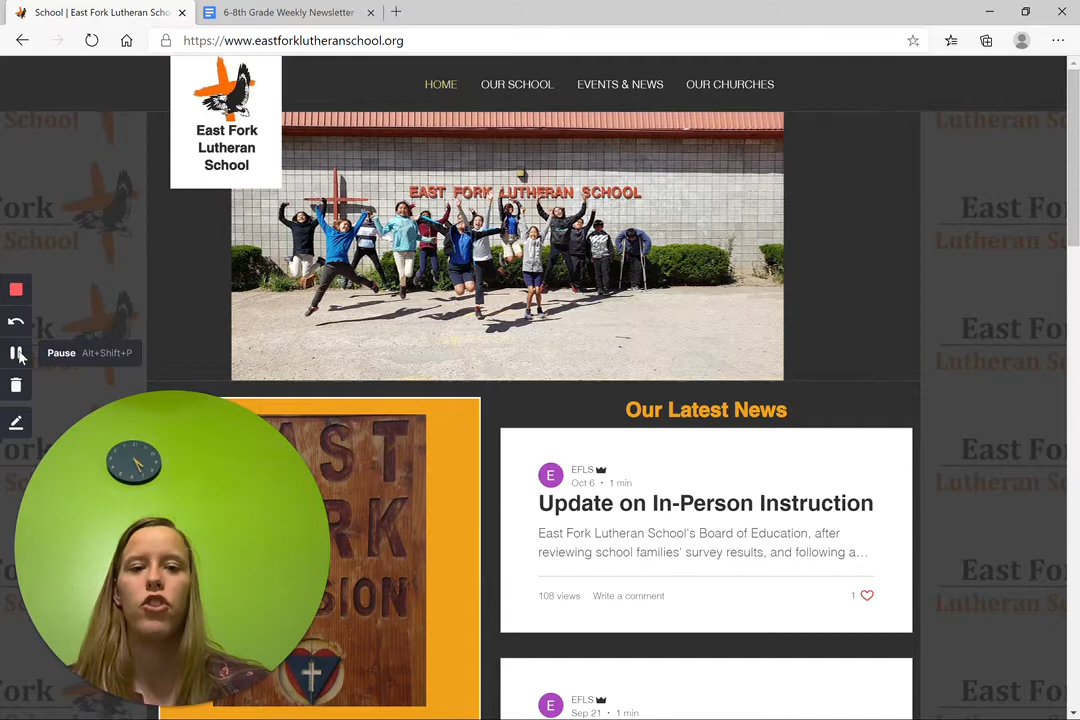 School | East Fork Lutheran Scho
6-8th Grade Weekly Newsletter
https://www.eastforklutheranschool.org
HOME OUR SCHOOL EVENTS & NEWS OUR CHURCHES
East Fork
Lutheran
School
EAST FORK LUTHERAN SCHOOL
Pause Alt+Shift+P
Our Latest News
E
EFLS
Oct 6 • 1 min
Update on In-Person Instruction
East Fork Lutheran School's Board of Education, after
reviewing school families' survey results, and following a…
108 views Write a comment 1
E
EFLS
Sep 21 • 1 min